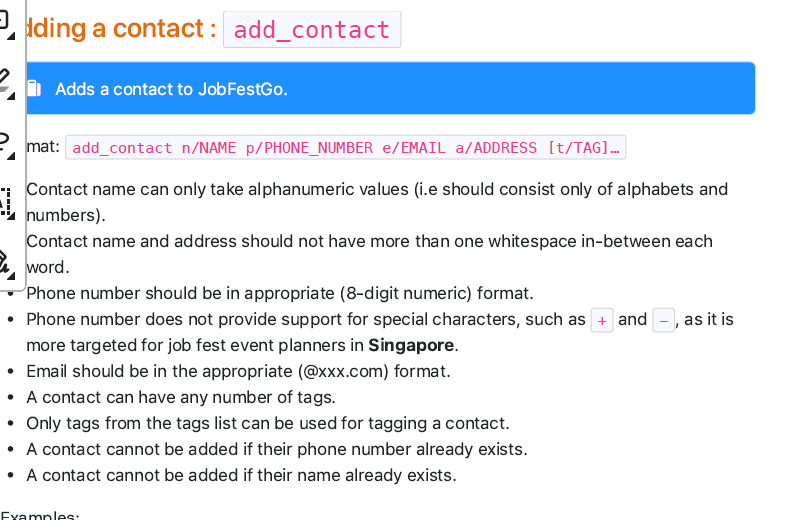 dding a contact : add_contact
Adds a contact to JobFestGo.
mat: add_contact n/NAME p/PHONE_NUMBER e/EMAIL a/ADDRESS [t/TAG]…
Contact name can only take alphanumeric values (i.e should consist only of alphabets and
numbers).
Contact name and address should not have more than one whitespace in-between each
word.
• Phone number should be in appropriate (8-digit numeric) format.
• Phone number does not provide support for special characters, such as + and -, as it is
more targeted for job fest event planners in Singapore.
• Email should be in the appropriate (@xxx.com) format.
• A contact can have any number of tags.
• Only tags from the tags list can be used for tagging a contact.
• A contact cannot be added if their phone number already exists.
• A contact cannot be added if their name already exists.
Examples: